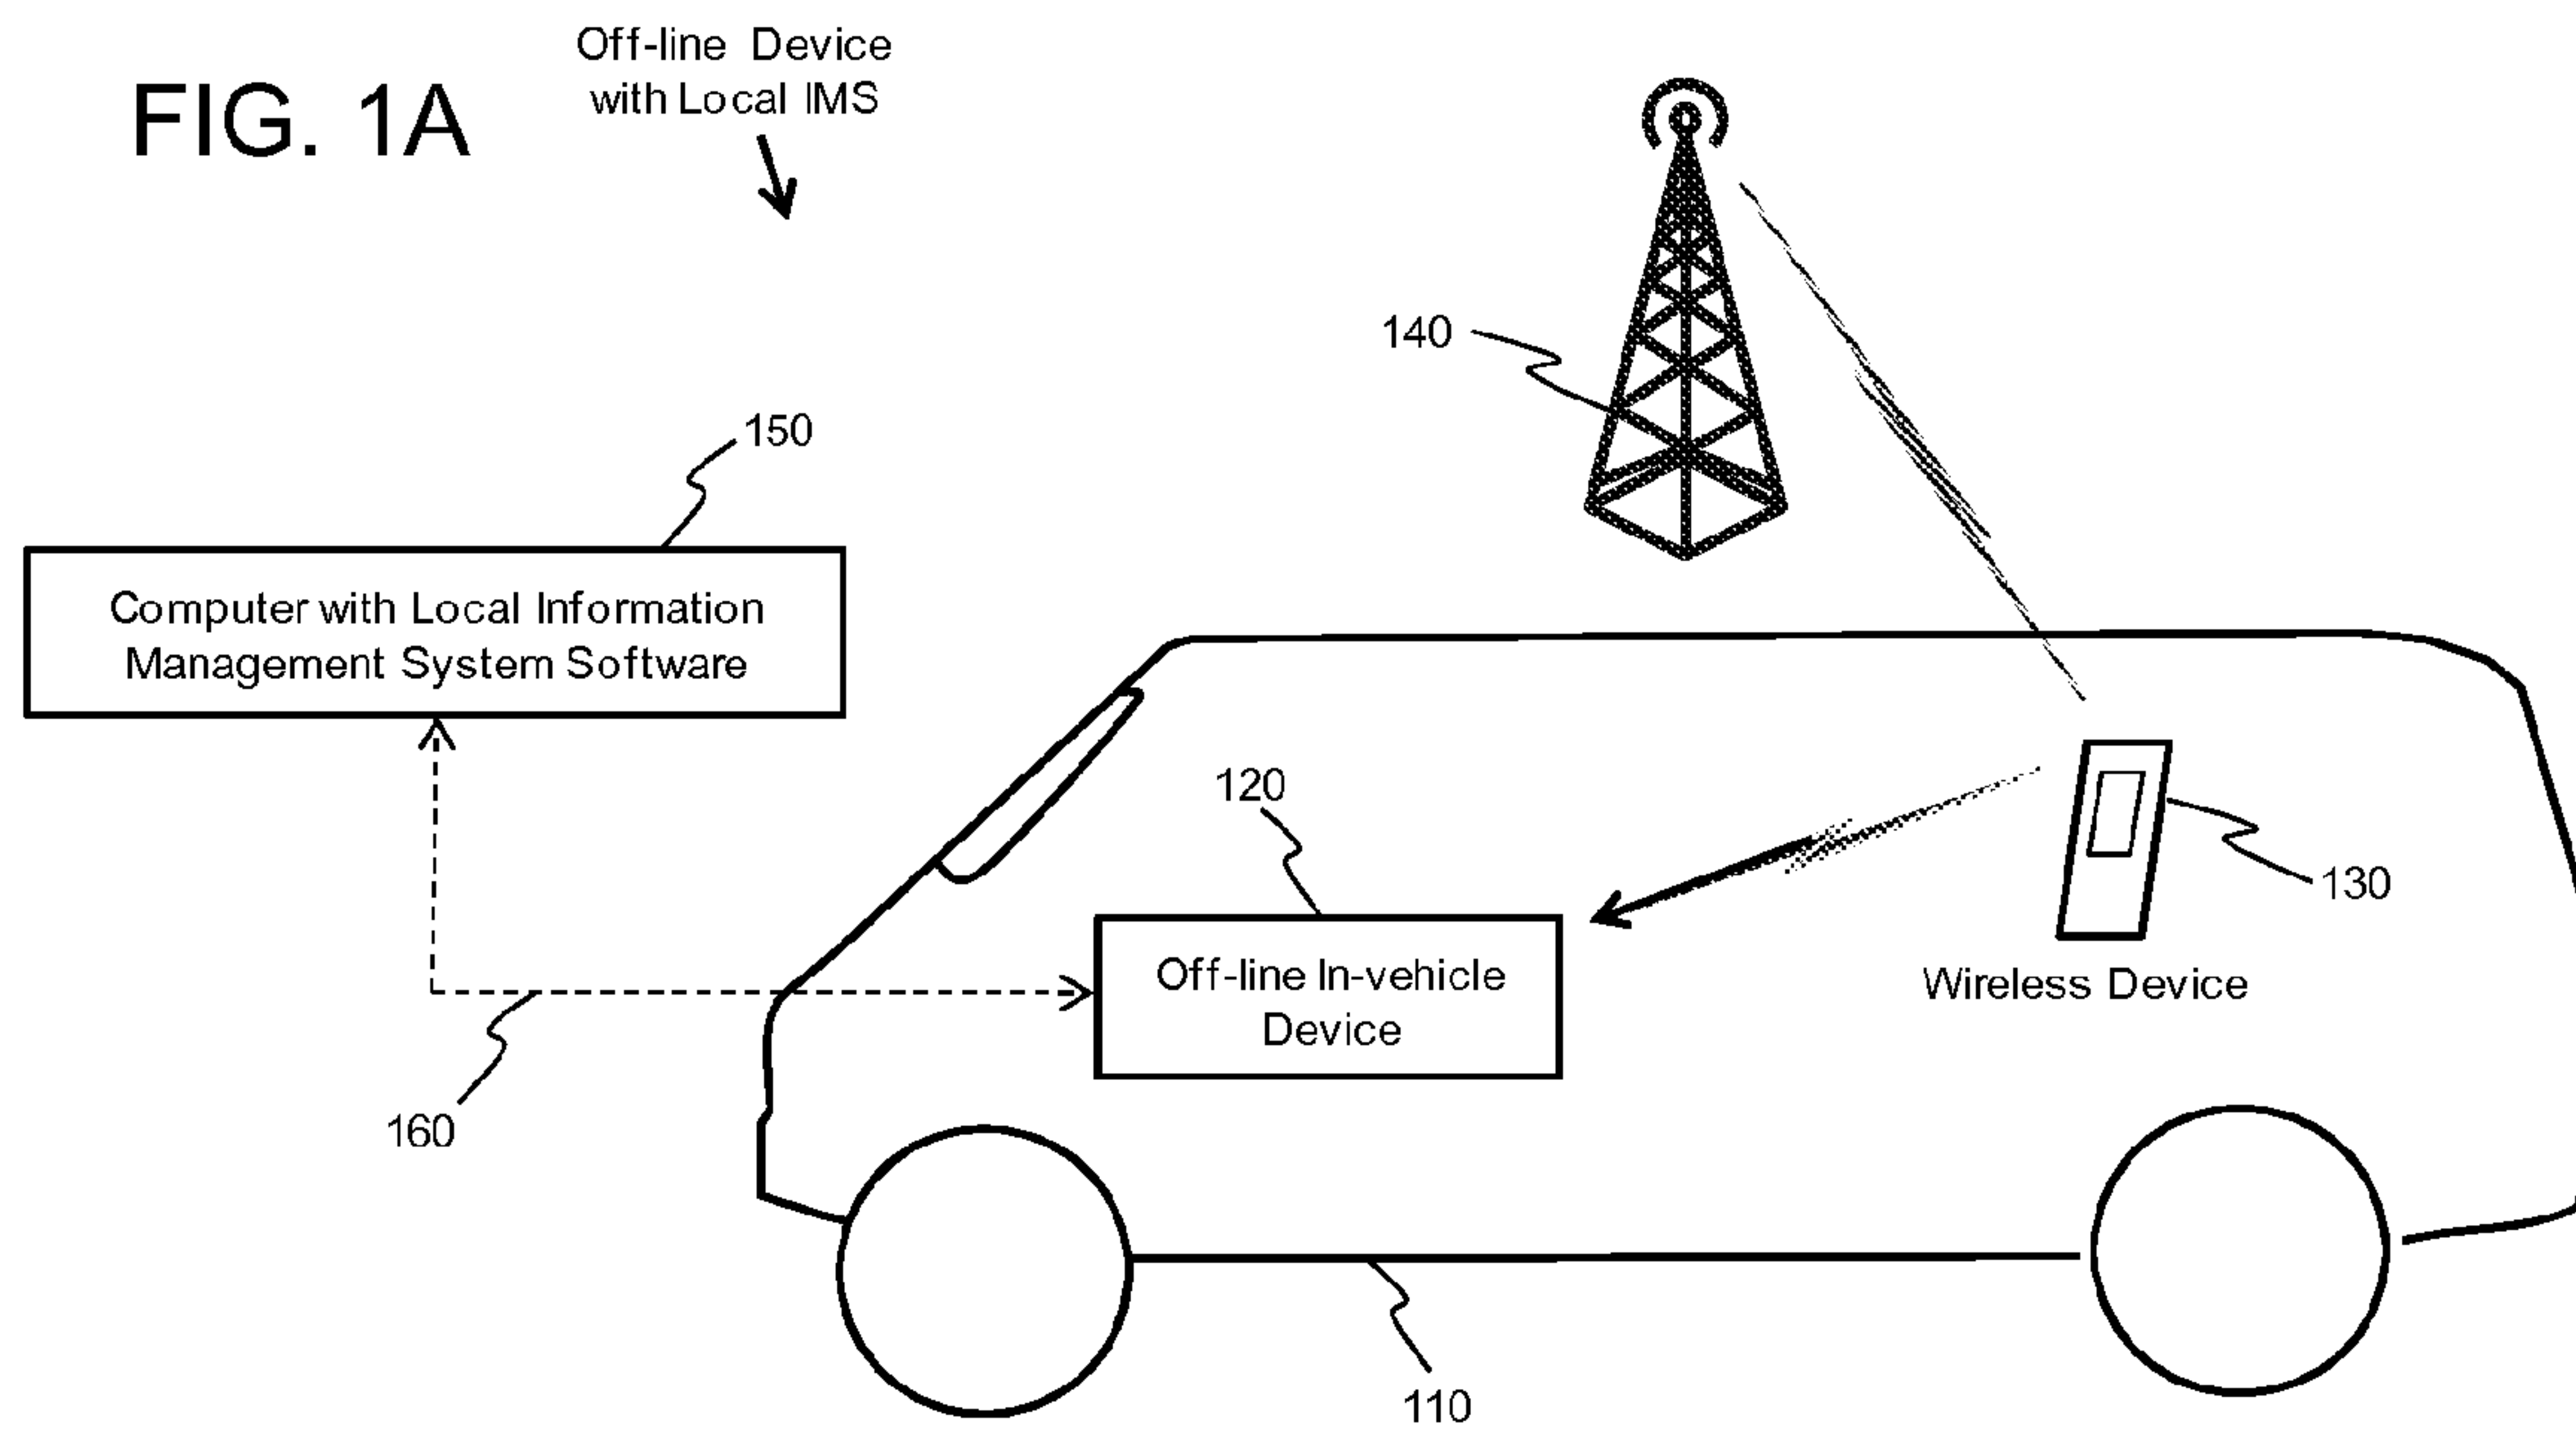 FIG. 1A
Off-line Device
with Local IMS
140
150
Computer with Local Information
Management System Software
120
130
Off-line In-vehicle
Device
Wireless Device
160
110